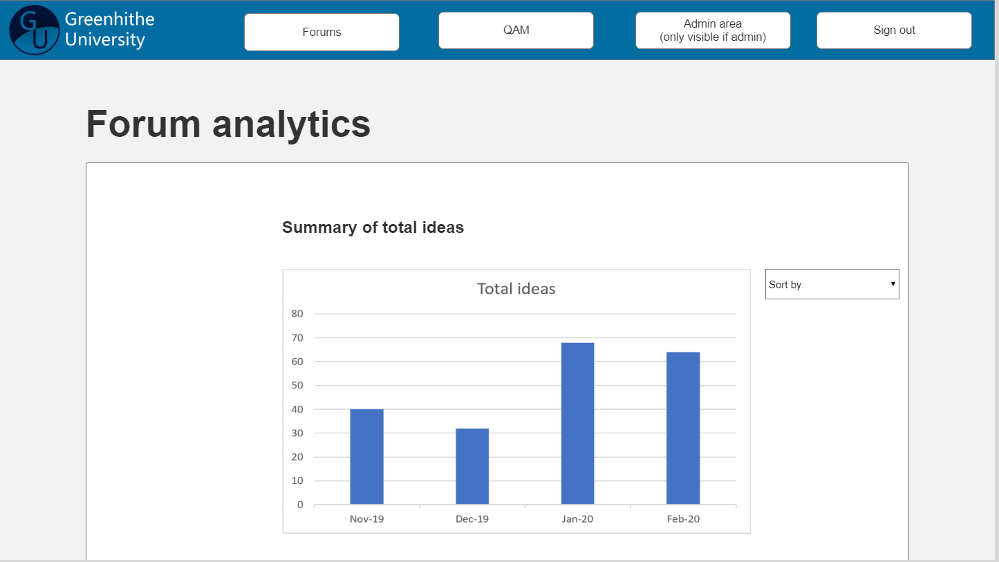 GU
Greenhithe
University
Forums
QAM
Admin area
(only visible if admin)
Sign out
Forum analytics
Summary of total ideas
Total ideas
Sort by:
80
70
60
50
40
30
20
10
0
Nov-19
Dec-19
Jan-20
Feb-20